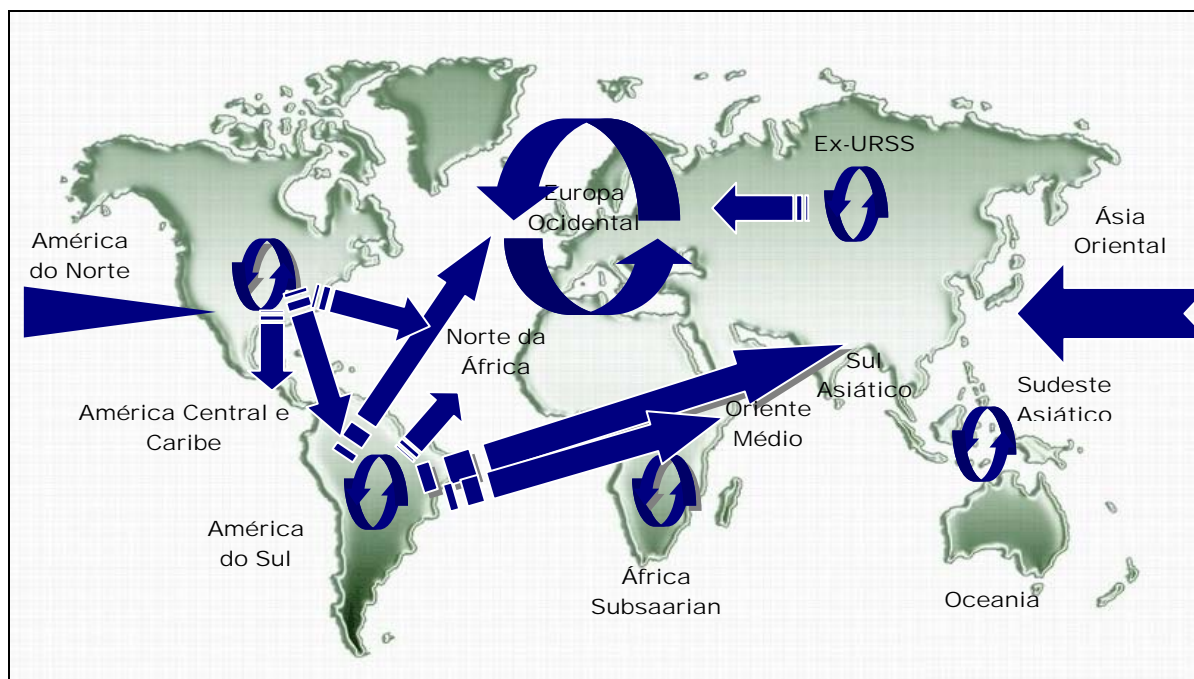 Ex-URSS
Europa
Ocidental
Ásia
Oriental
América
do Norte
Norte da
África
Sul
Asiático
Sudeste
Asiático
América Central e
Caribe
Oriente
Médio
América
do Sul
África
Subsaarian
Oceania